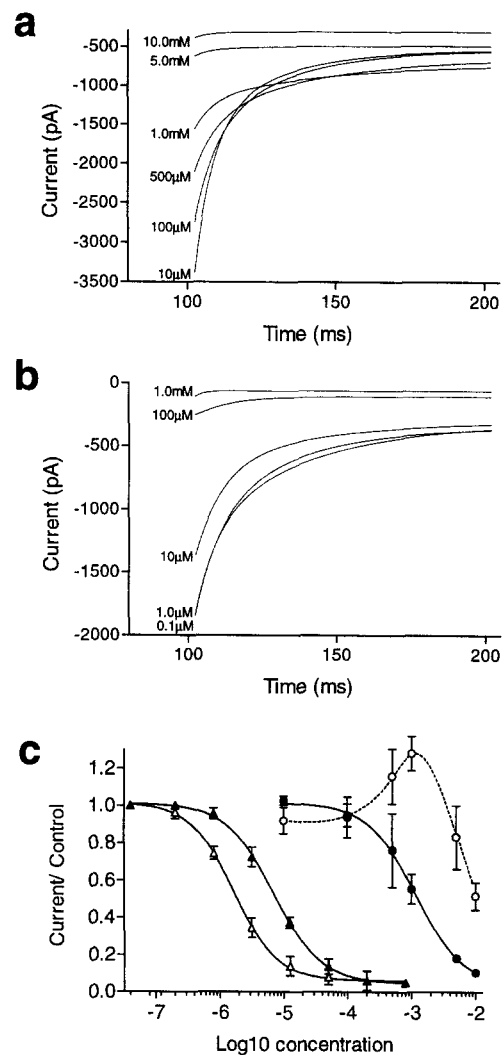 a
Current (pA)
-500
-1000
-1500
-2000
-2500
-3000
-3500
10.0mM
5.0mM
1.0mM
500µM
100µM
10µM
100
150
200
Time (ms)
b
Current (pA)
0
-500
-1000
-1500
-2000
1.0mM
100µM
10µM
1.0µM
0.1µM
100
150
200
Time (ms)
c
Current/ Control
1.2
1.0
0.8
0.6
0.4
0.2
0.0
-7
-6
-5
-4
-3
-2
Log10 concentration